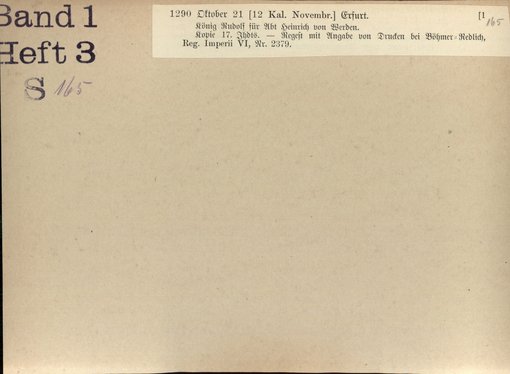 Band 1
Heft 3
S 165
1290 Oktober 21 [12 Kal. Novembr.] Erfurt. [1
165
König Rudolf für Abt Heinrich von Werden.
Kopie 17. Jhdts. — Regest mit Angabe von Drucken bei Böhmer-Redlich,
Reg. Imperii VI, Nr. 2379.